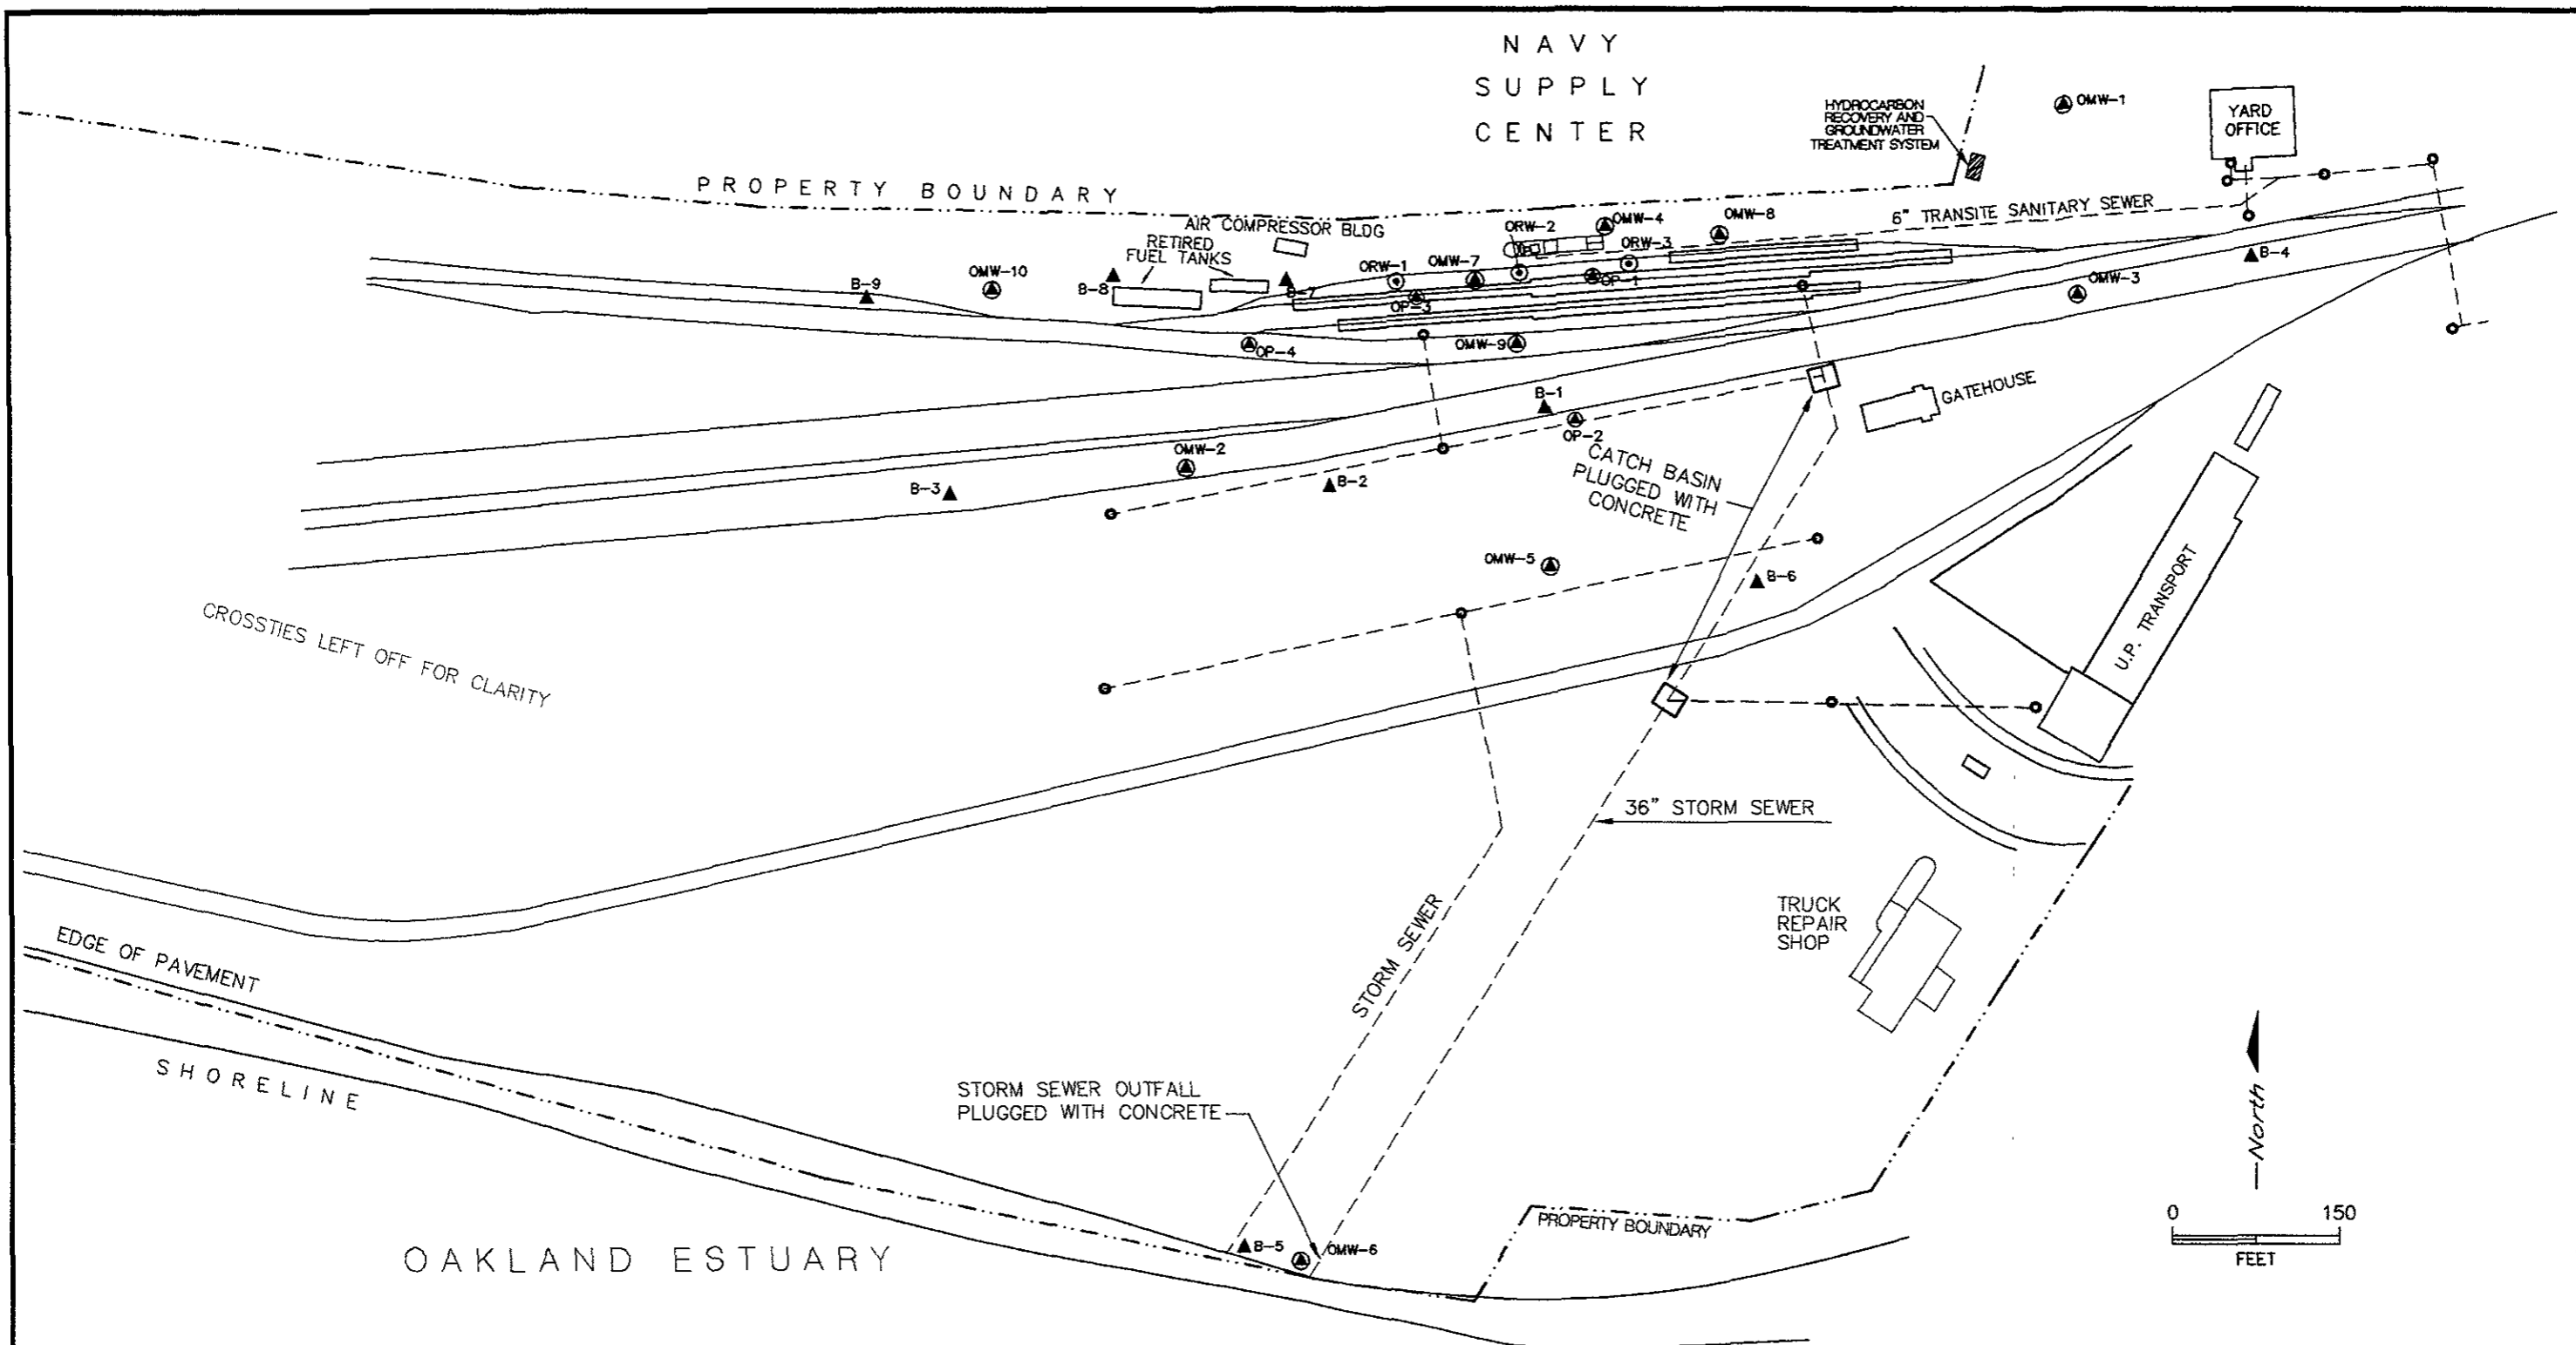 NAVY
SUPPLY
CENTER
HYDROCARBON
RECOVERY AND
GROUNDWATER
TREATMENT SYSTEM
OMW-1
YARD
OFFICE
PROPERTY BOUNDARY
6" TRANSITE SANITARY SEWER
AIR COMPRESSOR BLDG
RETIRED
FUEL TANKS
ORW-2
OMW-4
OMW-8
ORW-3
B-4
B-9
OMW-10
B-8
B-7
ORW-1
OMW-7
OP-1
OP-3
OMW-3
OP-4
OMW-9
B-1
OP-2
GATEHOUSE
OMW-2
B-3
B-2
CATCH BASIN
PLUGGED WITH
CONCRETE
OMW-5
B-6
U.P. TRANSPORT
CROSSTIES LEFT OFF FOR CLARITY
36" STORM SEWER
STORM SEWER
TRUCK
REPAIR
SHOP
EDGE OF PAVEMENT
SHORELINE
STORM SEWER OUTFALL
PLUGGED WITH CONCRETE
North
PROPERTY BOUNDARY
B-5
OMW-6
OAKLAND ESTUARY
0 150
FEET